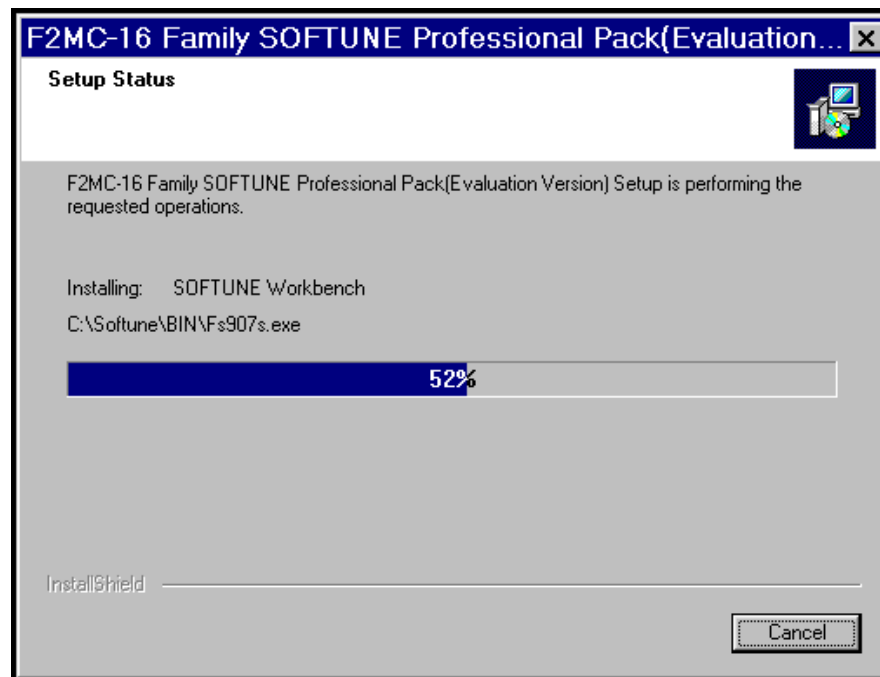 F2MC-16 Family SOFTUNE Professional Pack(Evaluation...
Setup Status
F2MC-16 Family SOFTUNE Professional Pack(Evaluation Version) Setup is performing the
requested operations.
Installing: SOFTUNE Workbench
C:\Softune\BIN\Fs907s.exe
52%
InstallShield
Cancel